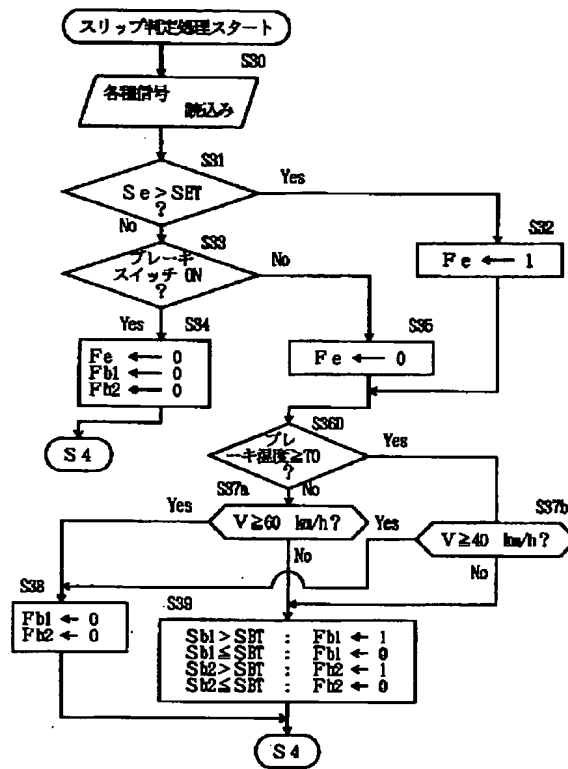 スリップ判定処理スタート
S30
各種信号
読込み
S31
Se>SET
?
Yes
No
S32
Fe ← 1
S33
ブレーキ
スイッチ ON
?
No
Yes
S34
Fe ← 0
Fb1 ← 0
Fb2 ← 0
S35
Fe ← 0
S4
S360
ブレ
ーキ温度≧T0
?
Yes
No
S37a
V≧60 km/h?
Yes
No
S37b
V≧40 km/h?
Yes
No
S38
Fb1 ← 0
Fb2 ← 0
S39
Sb1>SBT : Fb1 ← 1
Sb1≦SBT : Fb1 ← 0
Sb2>SBT : Fb2 ← 1
Sb2≦SBT : Fb2 ← 0
S4